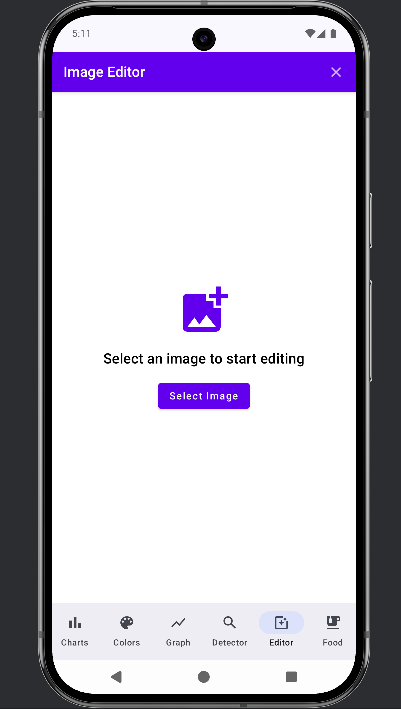 5:11
Image Editor
Select an image to start editing
Select Image
Charts Colors Graph Detector Editor Food